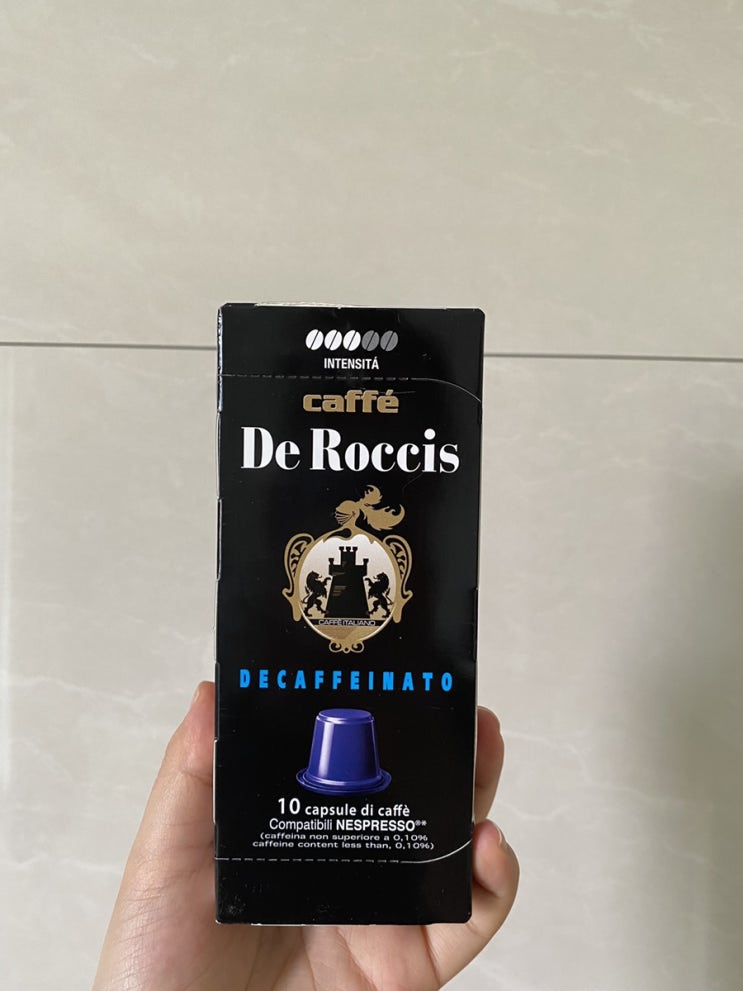 INTENSITÁ
caffé
De Roccis
CAFFÈ ITALIANO
DECAFFEINATO
10 capsule di caffè
Compatibili NESPRESSO®*
(caffeina non superiore a 0,10%
caffeine content less than, 0,10%)